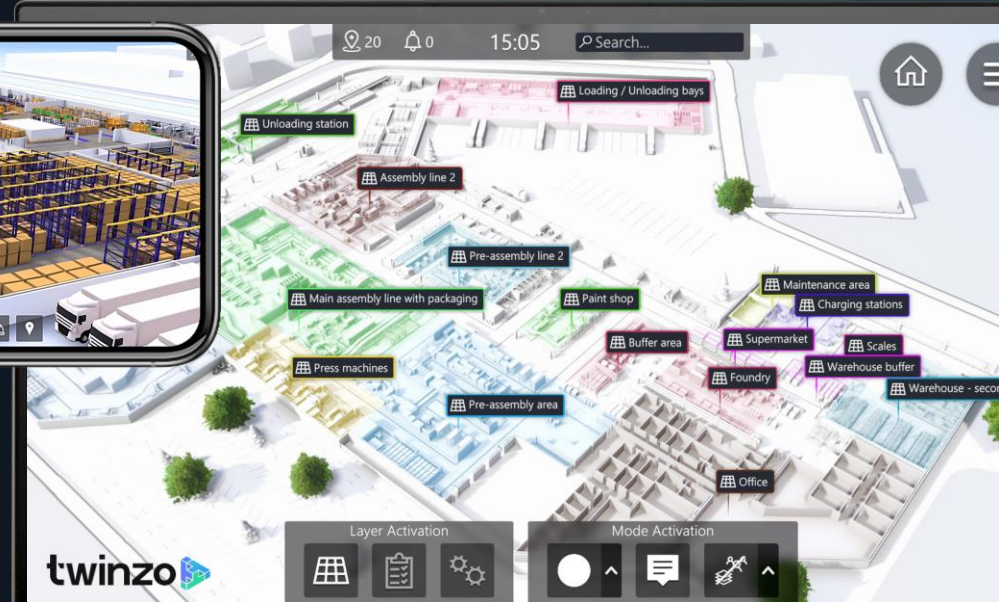 20
0
15:05
Search...
Loading / Unloading bays
Unloading station
Assembly line 2
Pre-assembly line 2
Maintenance area
Main assembly line with packaging
Paint shop
Charging stations
Buffer area
Supermarket
Scales
Press machines
Foundry
Warehouse buffer
Warehouse - secon
Pre-assembly area
Office
Layer Activation
Mode Activation
twinzo